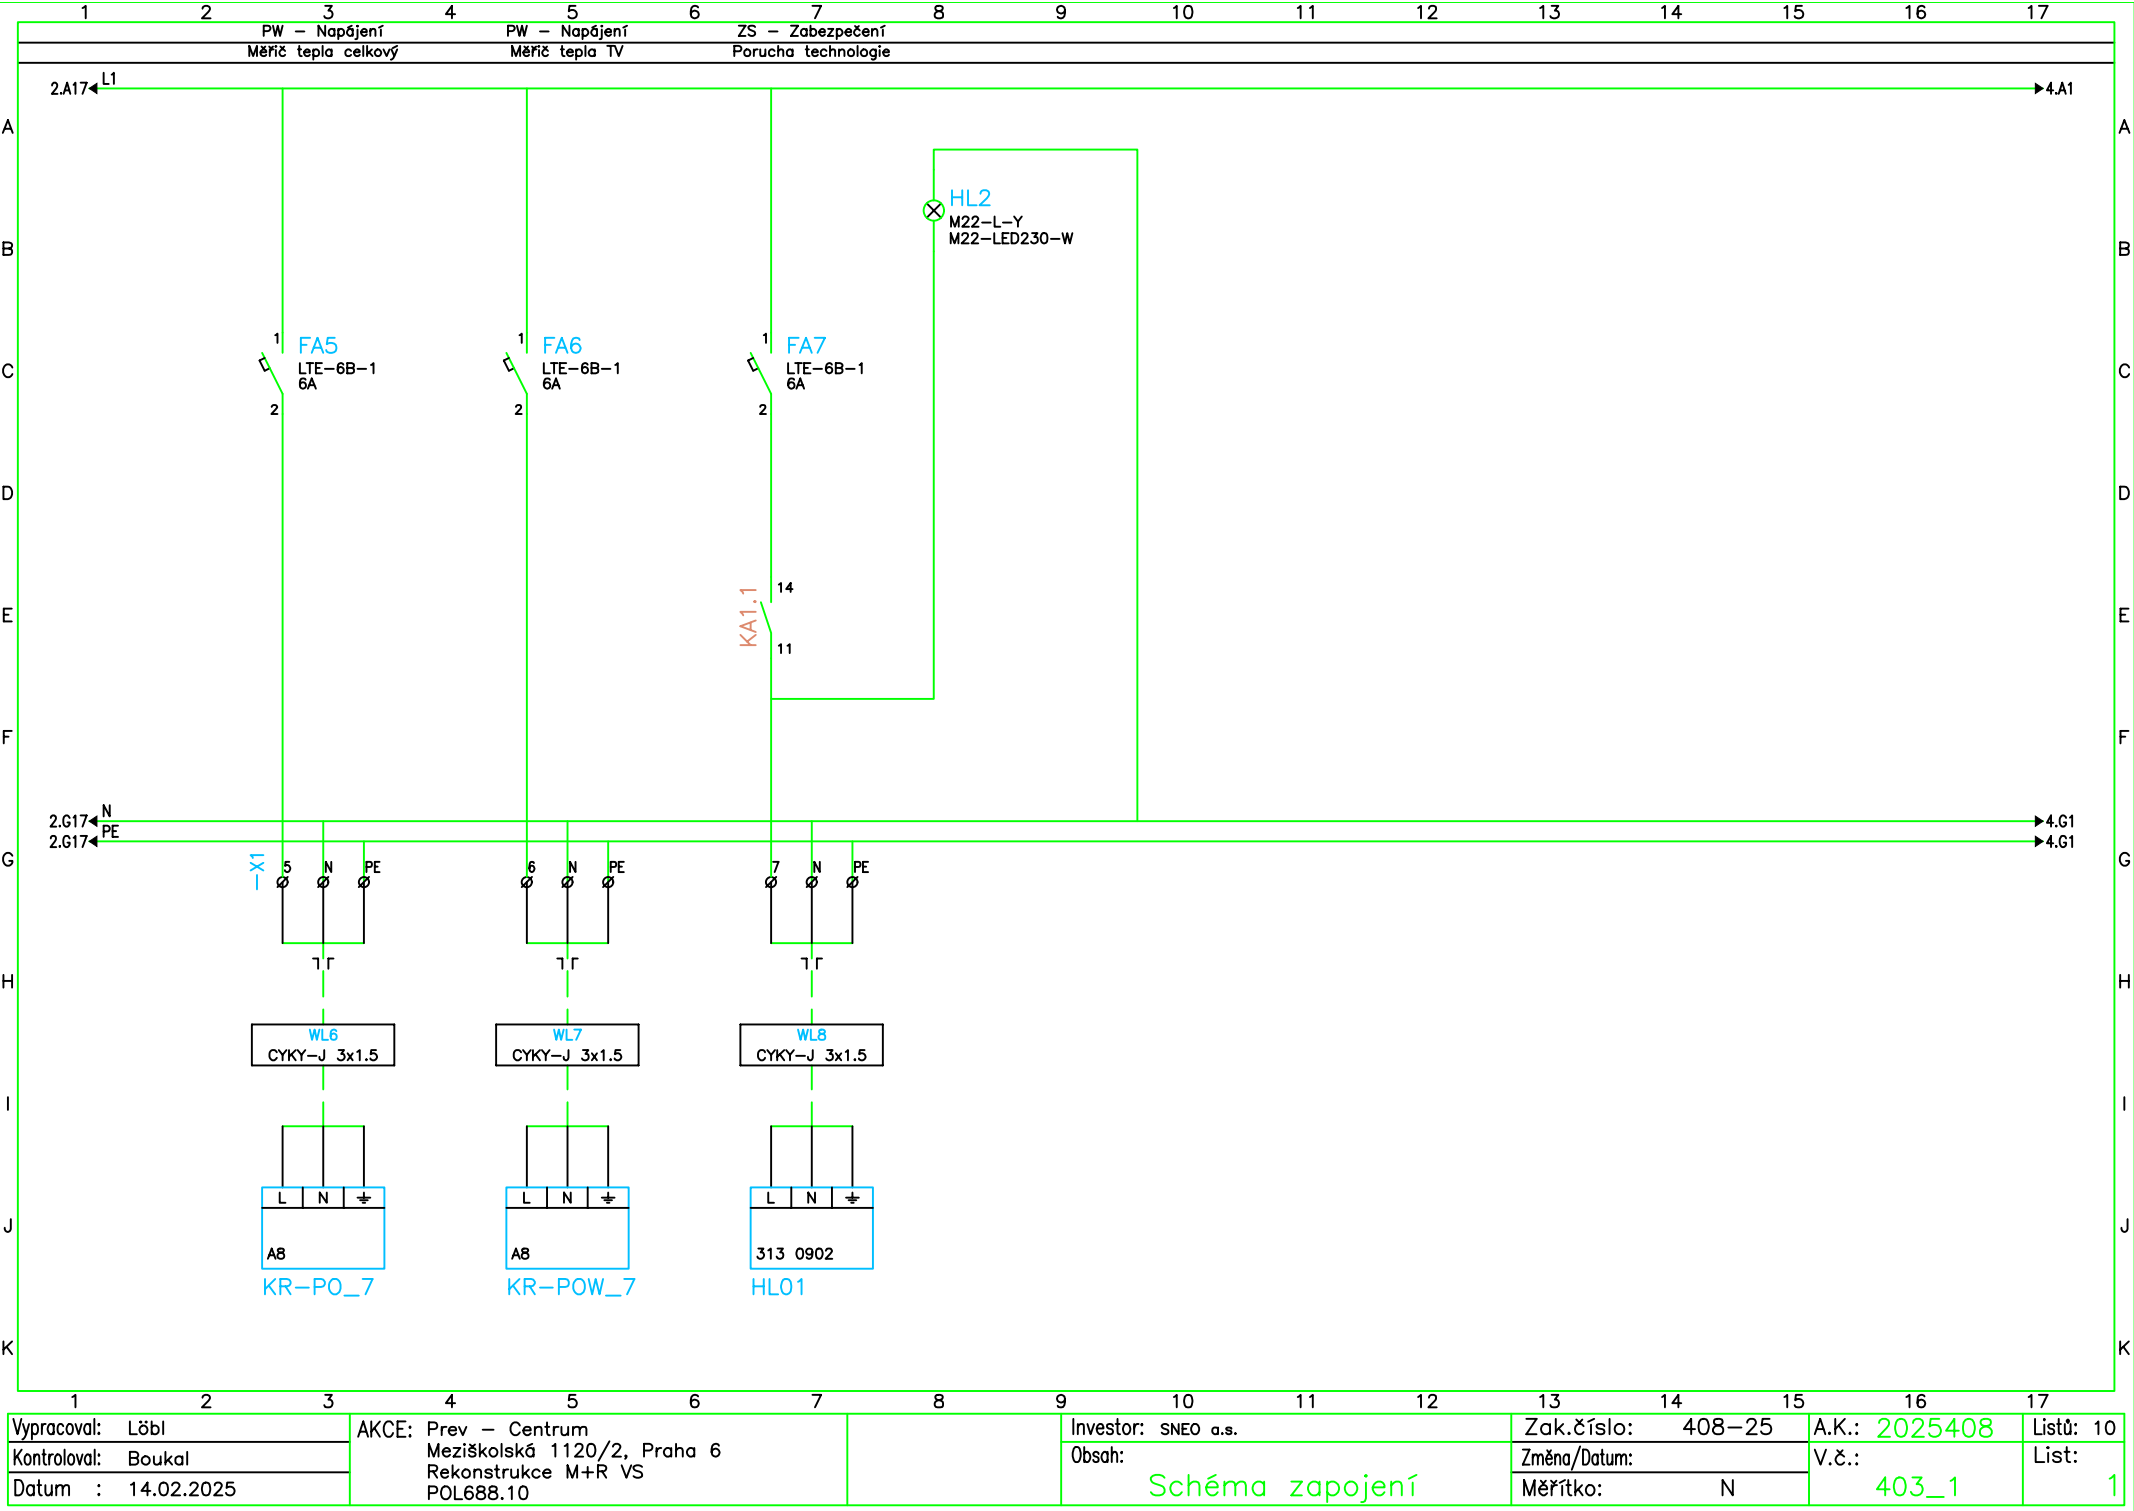 1 2 3 4 5 6 7 8 9 10 11 12 13 14 15 16 17
PW – Napájení PW – Napájení ZS – Zabezpečení
Měřič tepla celkový Měřič tepla TV Porucha technologie
2.A17 L1 4.A1
A A
HL2
M22–L–Y
M22–LED230–W
B B
1 FA5 1 FA6 1 FA7
C LTE–6B–1 LTE–6B–1 LTE–6B–1 C
6A 6A 6A
2 2 2
D D
14
E KA1.1 E
11
F F
2.G17 N 4.G1
2.G17 PE 4.G1
G –X1 5 N PE 6 N PE 7 N PE G
H H
WL6 WL7 WL8
CYKY–J 3x1.5 CYKY–J 3x1.5 CYKY–J 3x1.5
I I
L N L N L N
J J
A8 A8 313 0902
KR–PO_7 KR–POW_7 HL01
K K
1 2 3 4 5 6 7 8 9 10 11 12 13 14 15 16 17
Vypracoval: Löbl
Kontroloval: Boukal
Datum : 14.02.2025
AKCE: Prev – Centrum
Meziškolská 1120/2, Praha 6
Rekonstrukce M+R VS
POL688.10
Investor: SNEO a.s.
Obsah:
Schéma zapojení
Zak.číslo: 408–25
Změna/Datum:
Měřítko: N
A.K.: 2025408
V.č.:
403_1
Listů: 10
List:
1